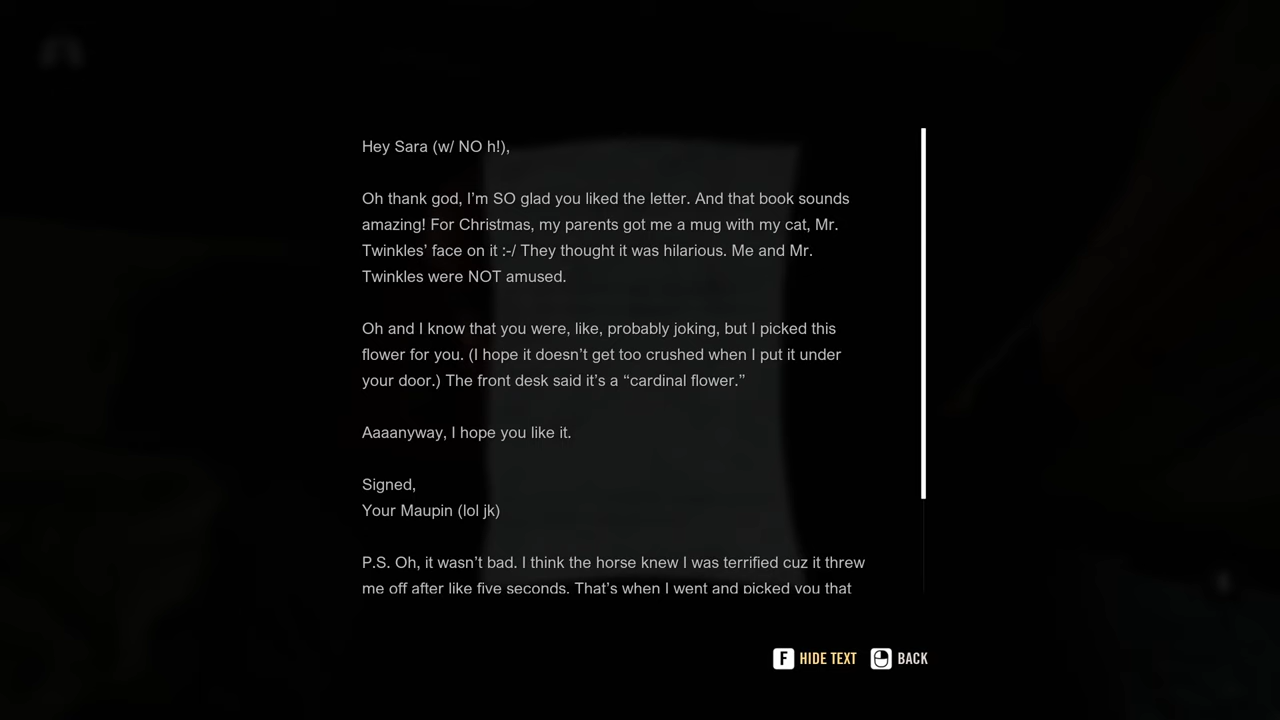 Hey Sara (w/ NO h!),
Oh thank god, I’m SO glad you liked the letter. And that book sounds
amazing! For Christmas, my parents got me a mug with my cat, Mr.
Twinkles’ face on it :-/ They thought it was hilarious. Me and Mr.
Twinkles were NOT amused.
Oh and I know that you were, like, probably joking, but I picked this
flower for you. (I hope it doesn’t get too crushed when I put it under
your door.) The front desk said it’s a “cardinal flower.”
Aaaanyway, I hope you like it.
Signed,
Your Maupin (lol jk)
P.S. Oh, it wasn’t bad. I think the horse knew I was terrified cuz it threw
me off after like five seconds. That’s when I went and picked you that
F HIDE TEXT BACK